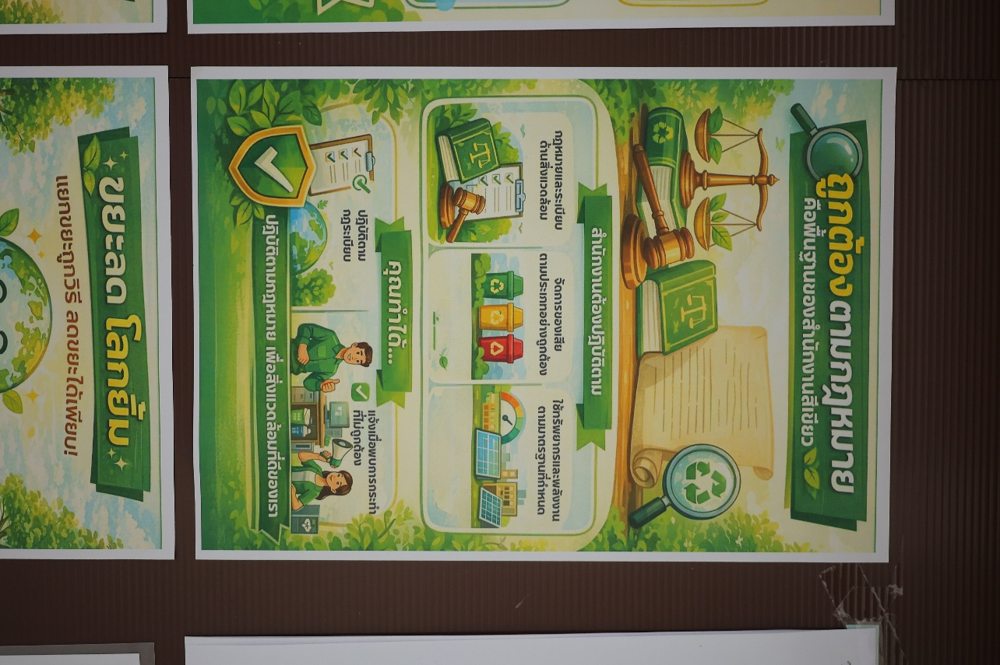 ถูกต้อง ตามกฎหมาย
คือพื้นฐานของสำนักงานสีเขียว
สำนักงานต้องปฏิบัติตาม
กฎหมายและระเบียบ
ด้านสิ่งแวดล้อม
จัดการของเสีย
ตามประเภทอย่างถูกต้อง
ใช้ทรัพยากรและพลังงาน
ตามมาตรฐานที่กำหนด
คุณทำได้...
ปฏิบัติตาม
กฎระเบียบ
แจ้งเมื่อพบการกระทำ
ที่ไม่ถูกต้อง
ปฏิบัติตามกฎหมาย เพื่อสิ่งแวดล้อมที่ดีของเรา
ขยะลด โลกยิ้ม
แยกขยะถูกวิธี ลดขยะได้เพียบ!